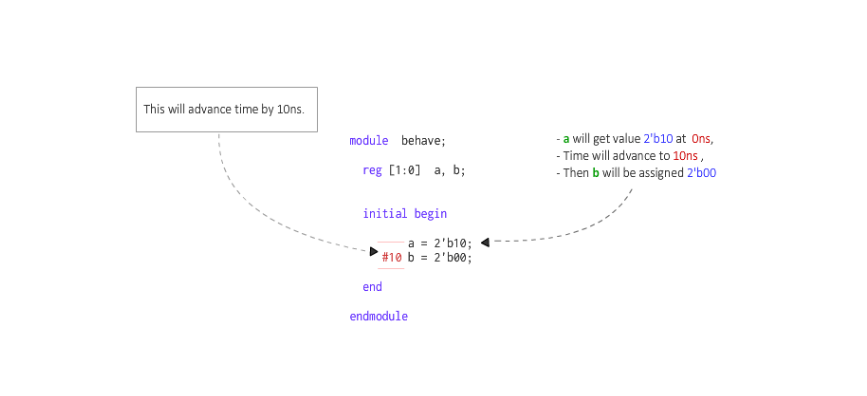 This will advance time by 10ns.
module behave;
reg [1:0] a, b;
initial begin
a = 2'b10;
#10 b = 2'b00;
end
endmodule
- a will get value 2'b10 at 0ns,
- Time will advance to 10ns ,
- Then b will be assigned 2'b00